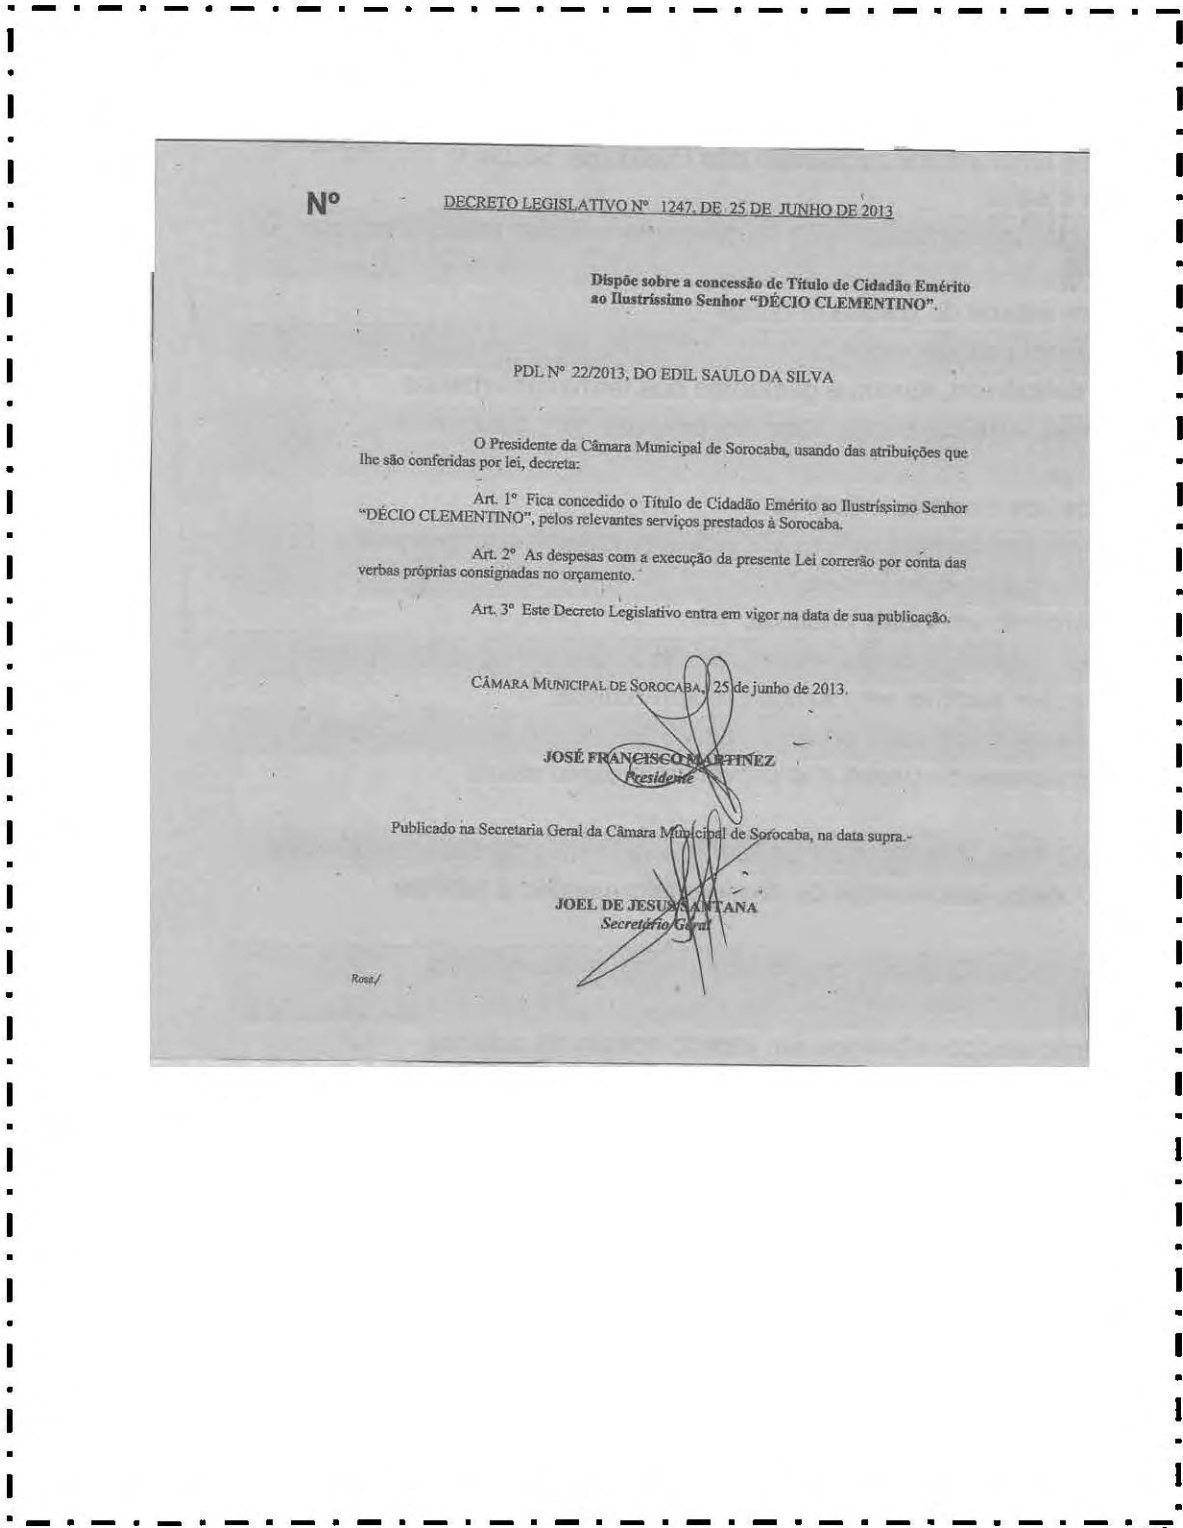 Nº DECRETO LEGISLATIVO Nº 1247, DE 25 DE JUNHO DE 2013
Dispõe sobre a concessão de Título de Cidadão Emérito
ao Ilustríssimo Senhor “DÉCIO CLEMENTINO”.
PDL Nº 22/2013, DO EDIL SAULO DA SILVA
O Presidente da Câmara Municipal de Sorocaba, usando das atribuições que
lhe são conferidas por lei, decreta:
Art. 1º Fica concedido o Título de Cidadão Emérito ao Ilustríssimo Senhor
“DÉCIO CLEMENTINO”, pelos relevantes serviços prestados à Sorocaba.
Art. 2º As despesas com a execução da presente Lei correrão por conta das
verbas próprias consignadas no orçamento.
Art. 3º Este Decreto Legislativo entra em vigor na data de sua publicação.
CÂMARA MUNICIPAL DE SOROCABA, 25 de junho de 2013.
JOSÉ FRANCISCO MARTINEZ
Presidente
Publicado na Secretaria Geral da Câmara Municipal de Sorocaba, na data supra.-
JOEL DE JESUS SANTANA
Secretário Geral
Rosa/